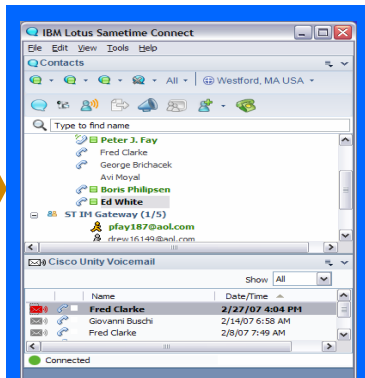 IBM Lotus Sametime Connect
File Edit View Tools Help
Contacts
All Westford, MA USA
Type to find name
Peter J. Fay
Fred Clarke
George Brichacek
Avi Moyal
Boris Philipsen
Ed White
ST IM Gateway (1/5)
pfay187@aol.com
drew16149@aol.com
Cisco Unity Voicemail
Show All
Name Date/Time
Fred Clarke 2/27/07 4:04 PM
Giovanni Buschi 2/14/07 6:58 AM
Fred Clarke 2/8/07 7:49 AM
Connected